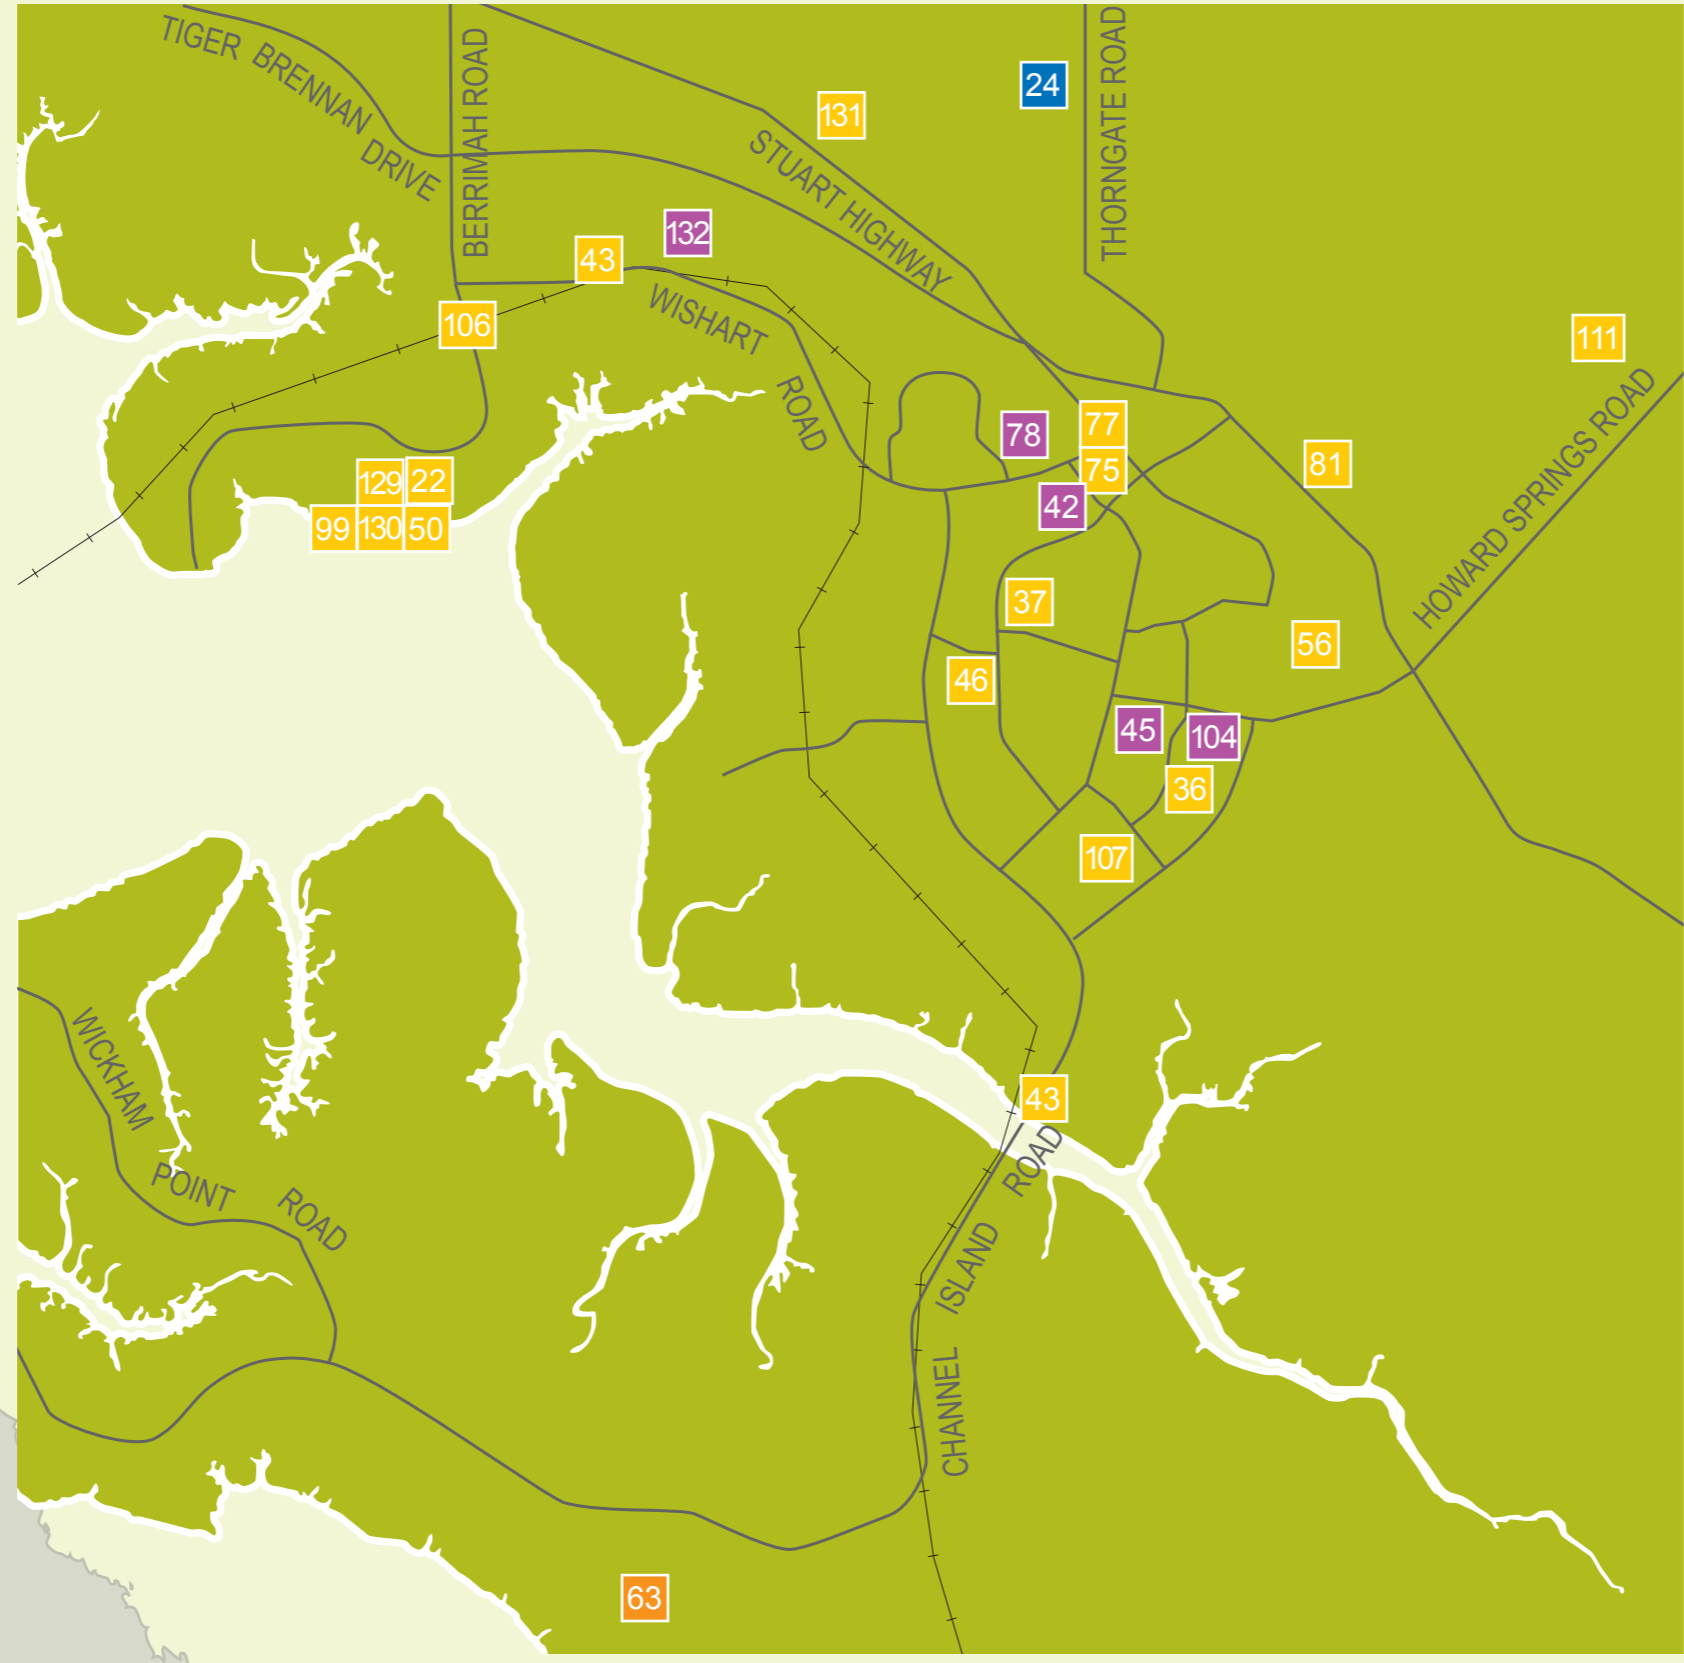 TIGER BRENNAN
DRIVE
BERRIMAH ROAD
THORNGATE ROAD
24
131
STUART HIGHWAY
132
43
106
WISHART
ROAD
111
77
78
75
81
42
HOWARD SPRINGS ROAD
129
22
99
130
50
37
56
46
45
104
36
107
WICKHAM
POINT
ROAD
43
CHANNEL ISLAND ROAD
63